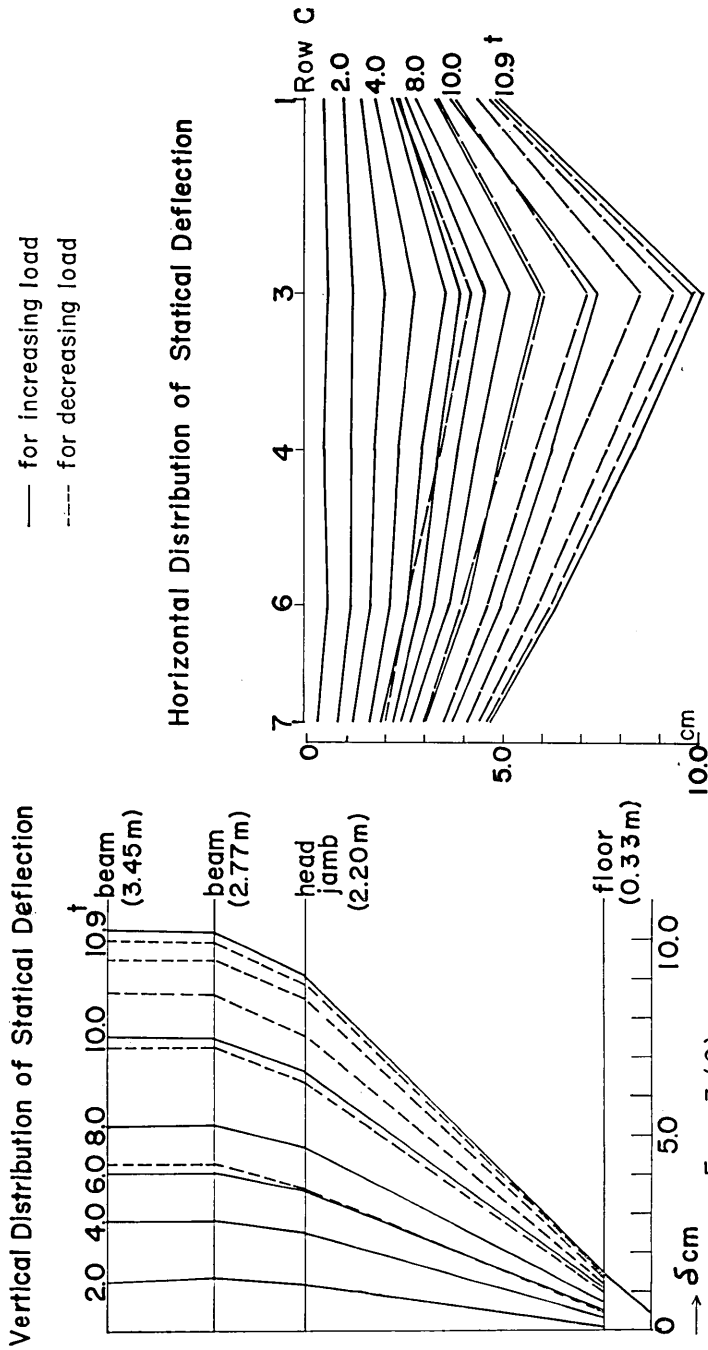 Vertical Distribution of Statical Deflection
2.0 4.0 6.0 8.0 10.0 10.9 t
beam
(3.45m)
beam
(2.77m)
head
jamb
(2.20m)
floor
(0.33m)
0 5.0 10.0
→ δ cm
—— for increasing load
---- for decreasing load
Horizontal Distribution of Statical Deflection
7 6 4 3 1
Row C
2.0
4.0
8.0
10.0
10.9 t
0
5.0
10.0 cm